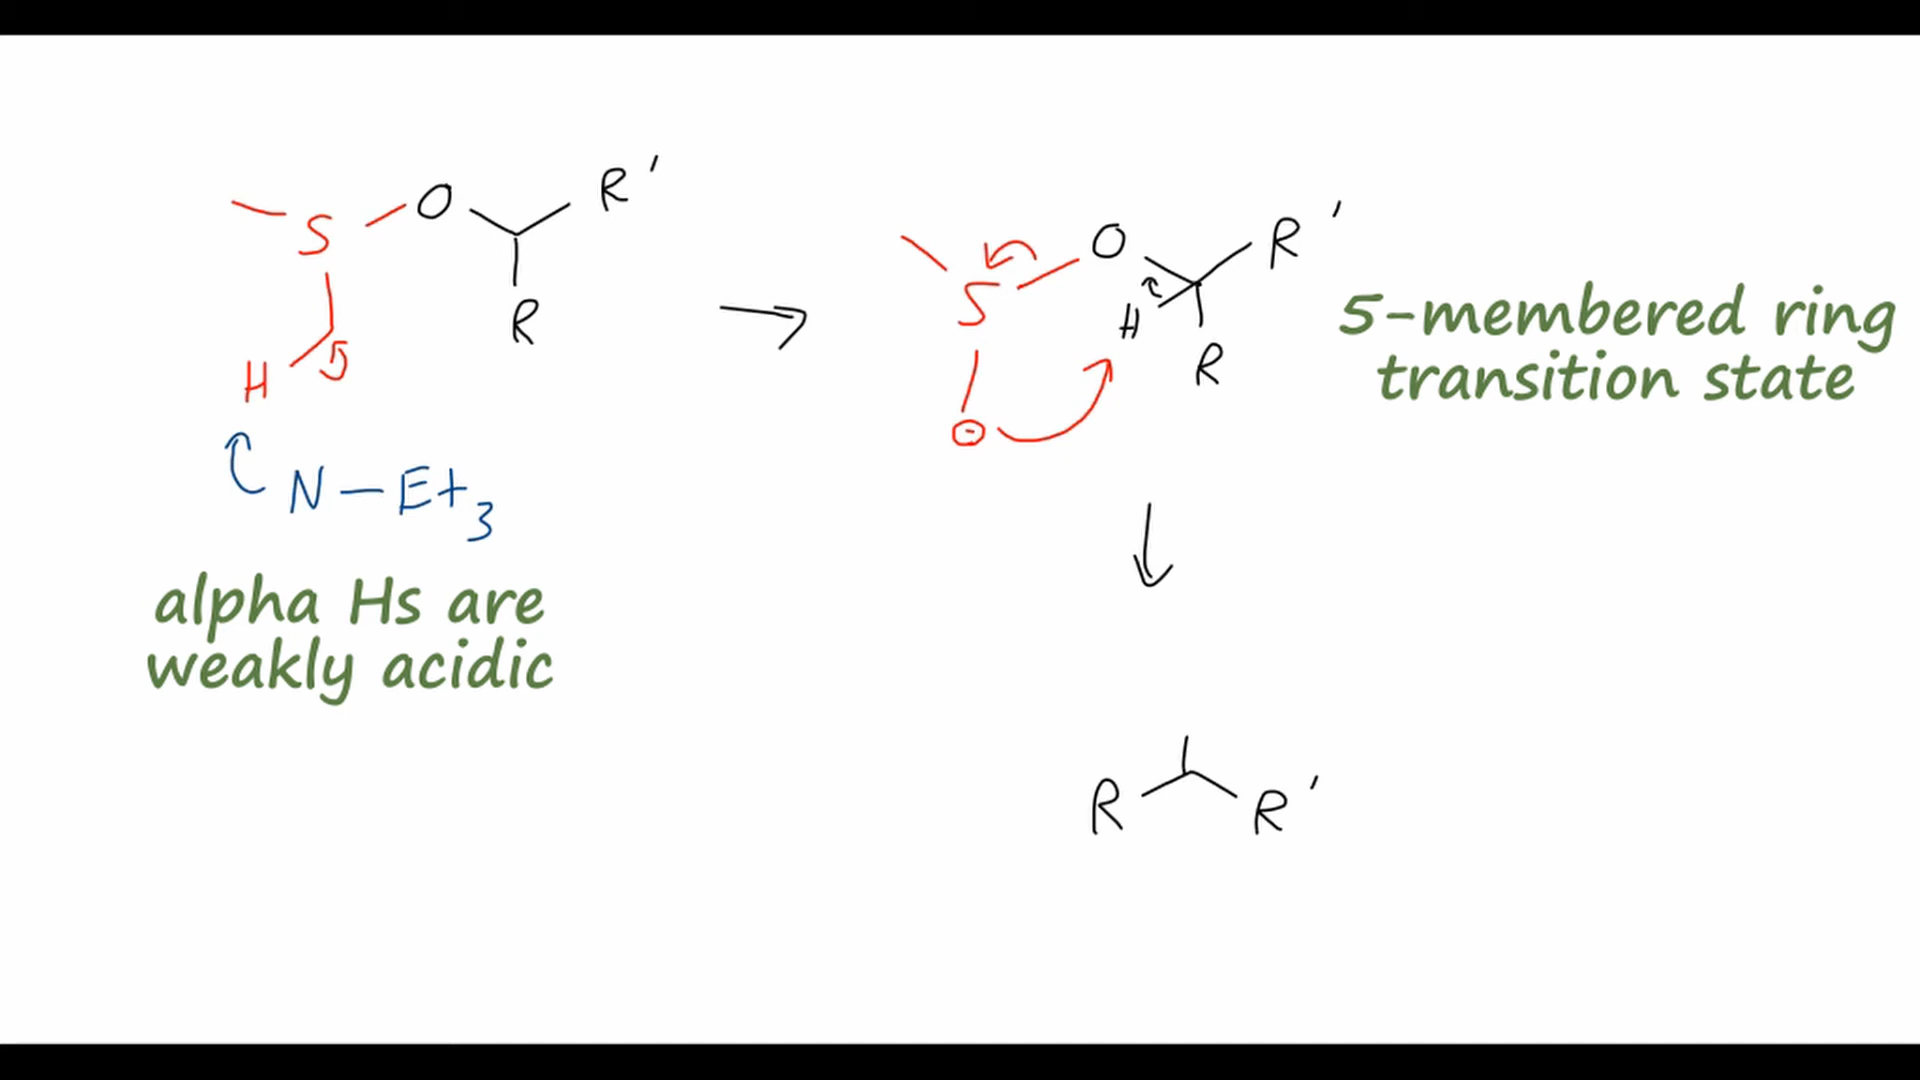 S – O R'
R
H
N – Et3
alpha Hs are
weakly acidic
S – O R'
H
R
⊖
5-membered ring
transition state
R R'